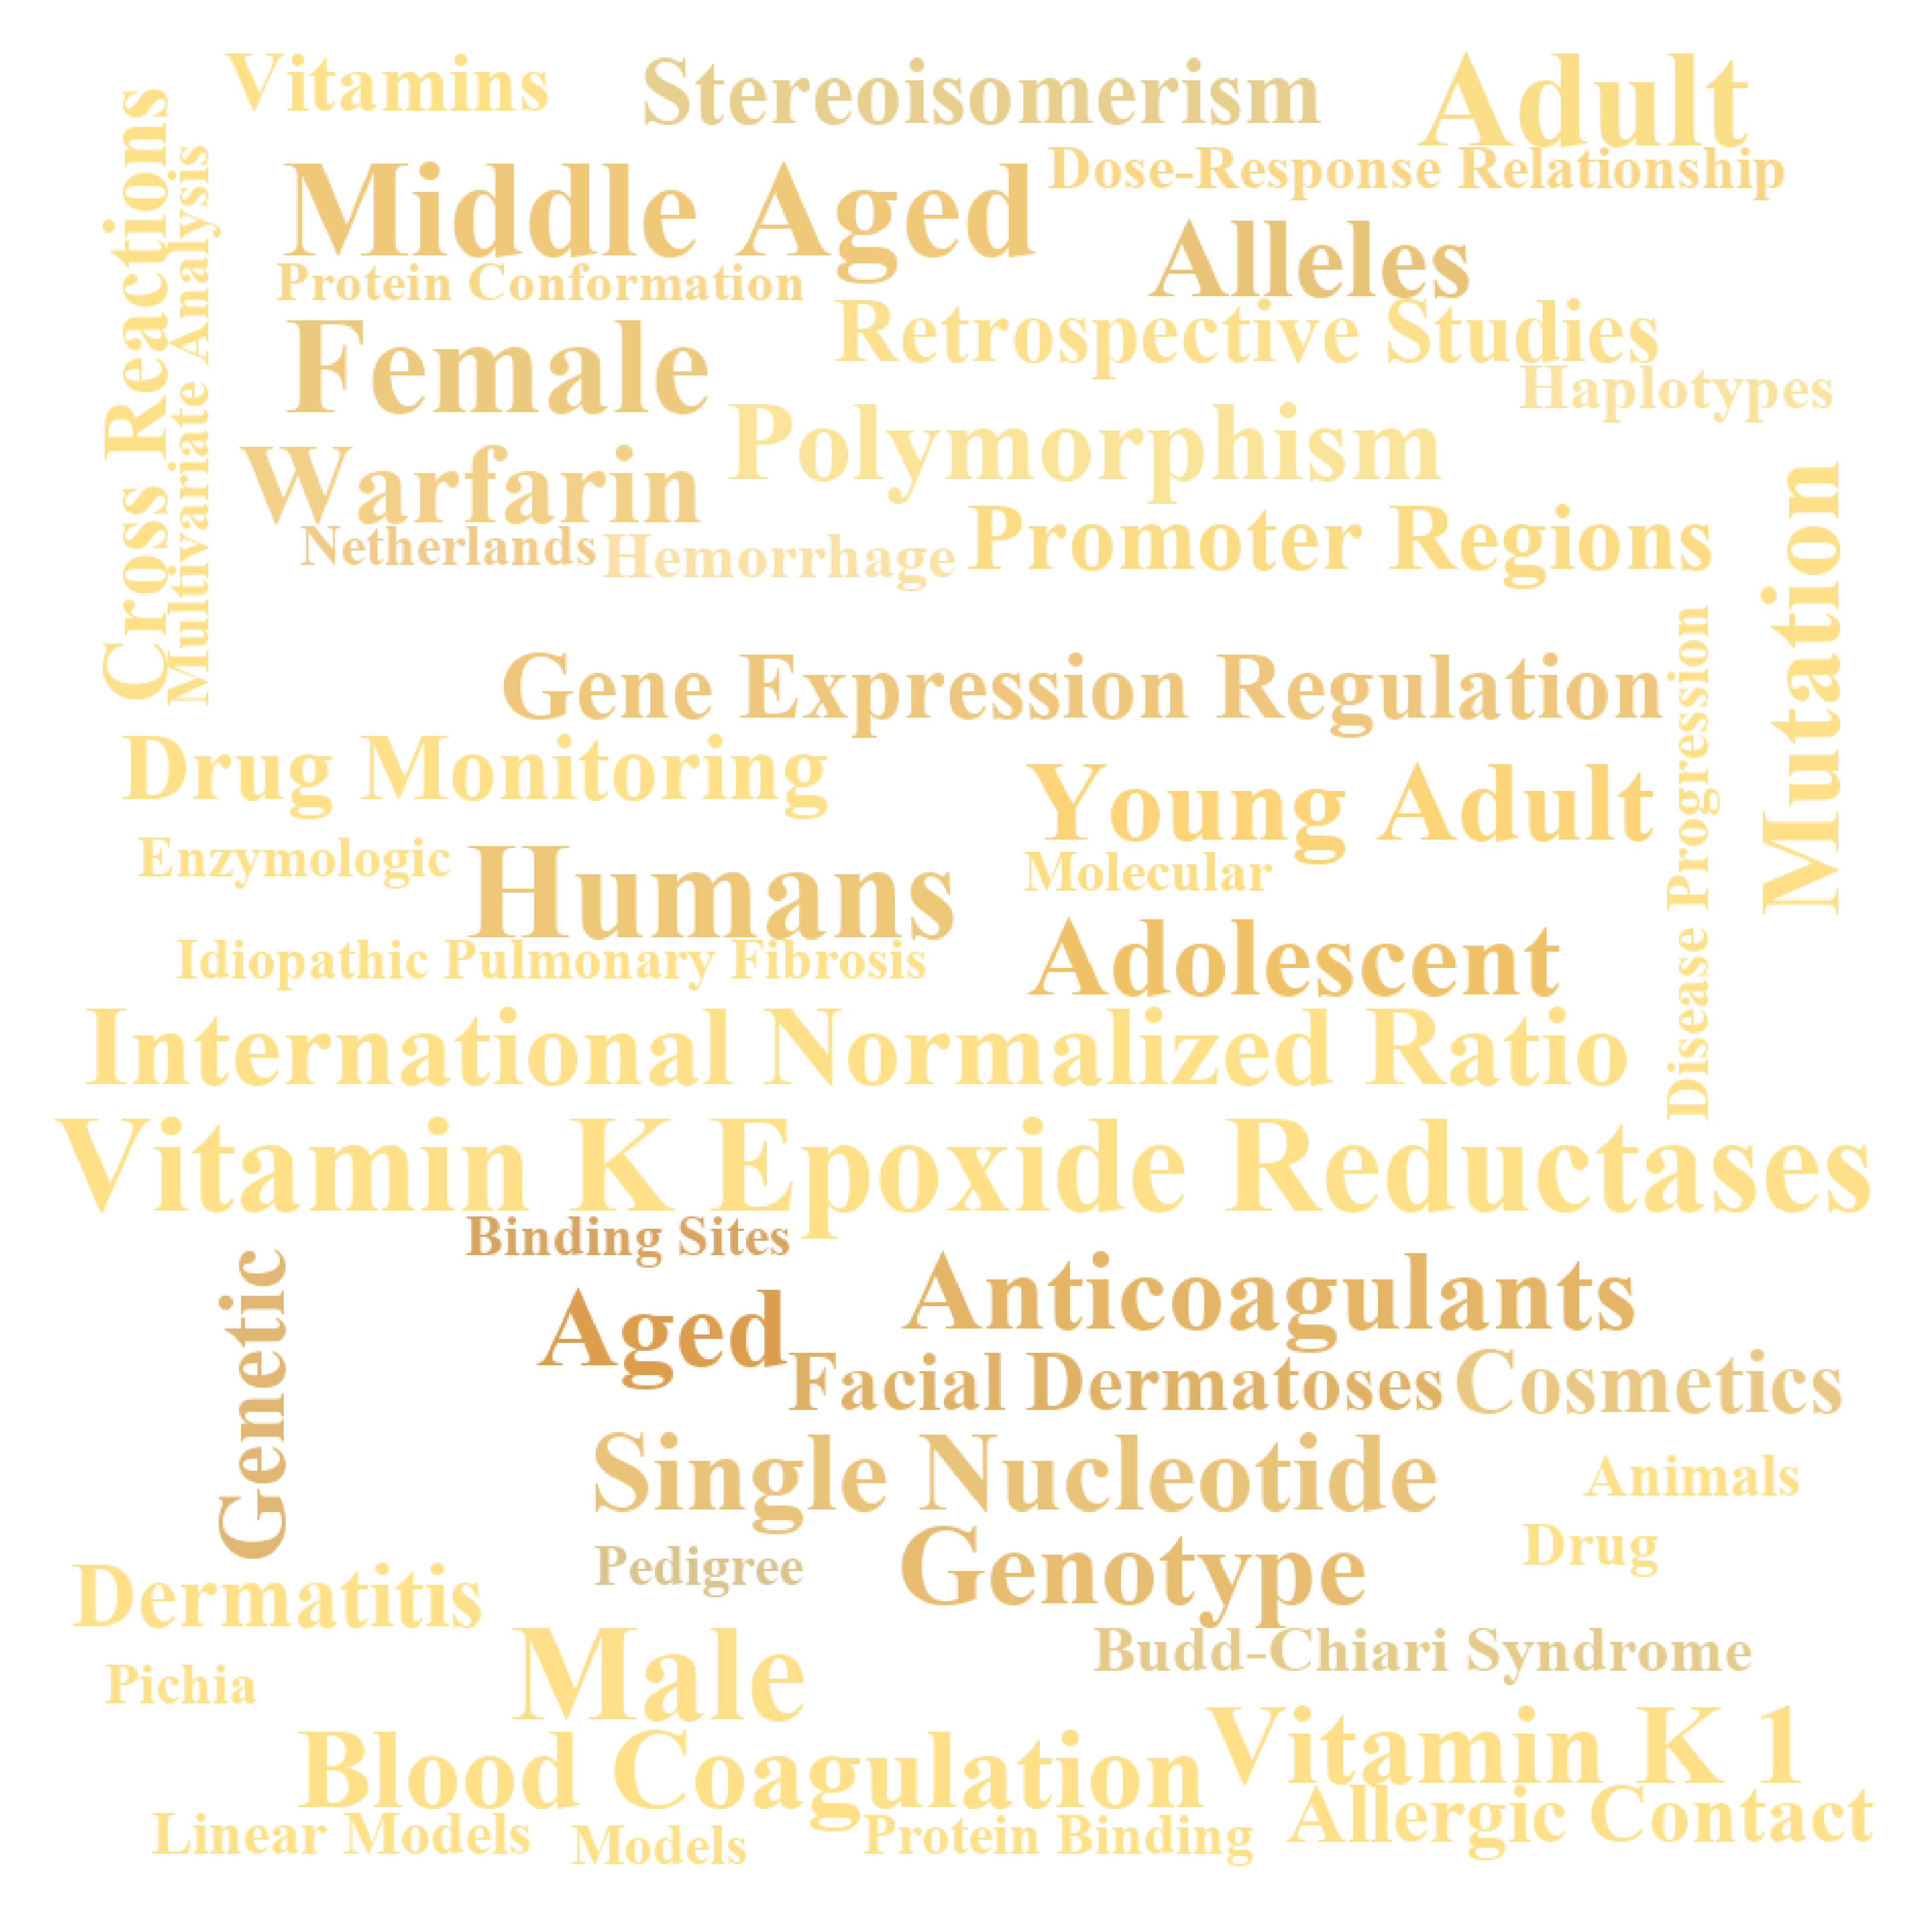 Vitamins
Stereoisomerism
Adult
Cross Reactions
Multivariate Analysis
Middle Aged
Dose-Response Relationship
Alleles
Protein Conformation
Retrospective Studies
Female
Haplotypes
Polymorphism
Warfarin
Mutation
Promoter Regions
Netherlands
Hemorrhage
Disease Progression
Gene Expression Regulation
Drug Monitoring
Young Adult
Enzymologic
Humans
Molecular
Adolescent
Idiopathic Pulmonary Fibrosis
International Normalized Ratio
Vitamin K Epoxide Reductases
Binding Sites
Genetic
Anticoagulants
Aged
Facial Dermatoses
Cosmetics
Single Nucleotide
Animals
Genotype
Drug
Pedigree
Dermatitis
Male
Budd-Chiari Syndrome
Pichia
Vitamin K 1
Blood Coagulation
Allergic Contact
Linear Models
Models
Protein Binding